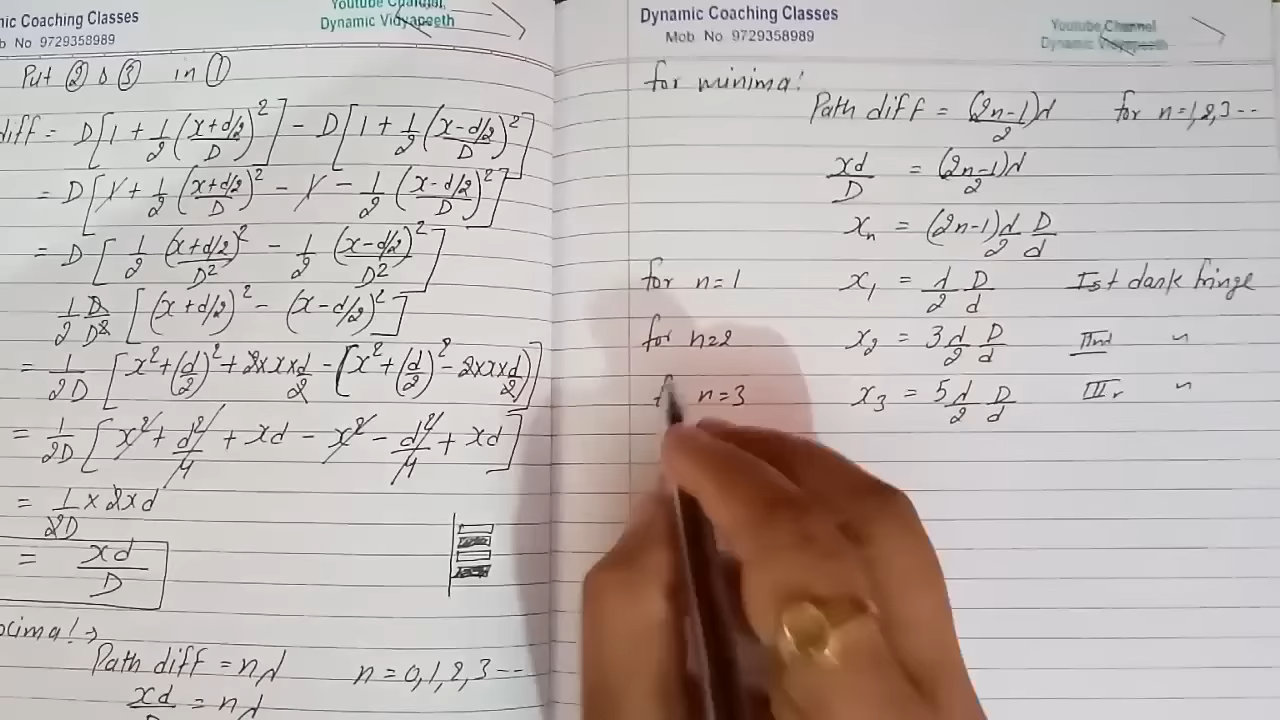 ic Coaching Classes
b No 9729358989
Youtube Channel
Dynamic Vidyapeeth
Put ② & ③ in ①
diff = D[1 + 1/2 ((x+d/2)/D)²] - D[1 + 1/2 ((x-d/2)/D)²]
= D[1 + 1/2 ((x+d/2)/D)² - 1 - 1/2 ((x-d/2)/D)²]
= D[1/2 (x+d/2)²/D² - 1/2 (x-d/2)²/D²]
1/2 D/D² [(x+d/2)² - (x-d/2)²]
= 1/2D [x² + (d/2)² + 2×x×d/2 - (x² + (d/2)² - 2×x×d/2)]
= 1/2D [x² + d²/4 + xd - x² - d²/4 + xd]
= 1/2D × 2xd
= xd/D
xima! →
Path diff = nλ n = 0,1,2,3 --
xd/D = nλ
Dynamic Coaching Classes
Mob No 9729358989
Youtube Channel
Dynamic Vidyapeeth
for minima!
Path diff = (2n-1)λ/2 for n=1,2,3 --
xd/D = (2n-1)λ/2
xₙ = (2n-1)λ/2 D/d
for n=1 x₁ = λ/2 D/d Ist dark fringe
for n=2 x₂ = 3λ/2 D/d IInd "
f n=3 x₃ = 5λ/2 D/d IIIr "